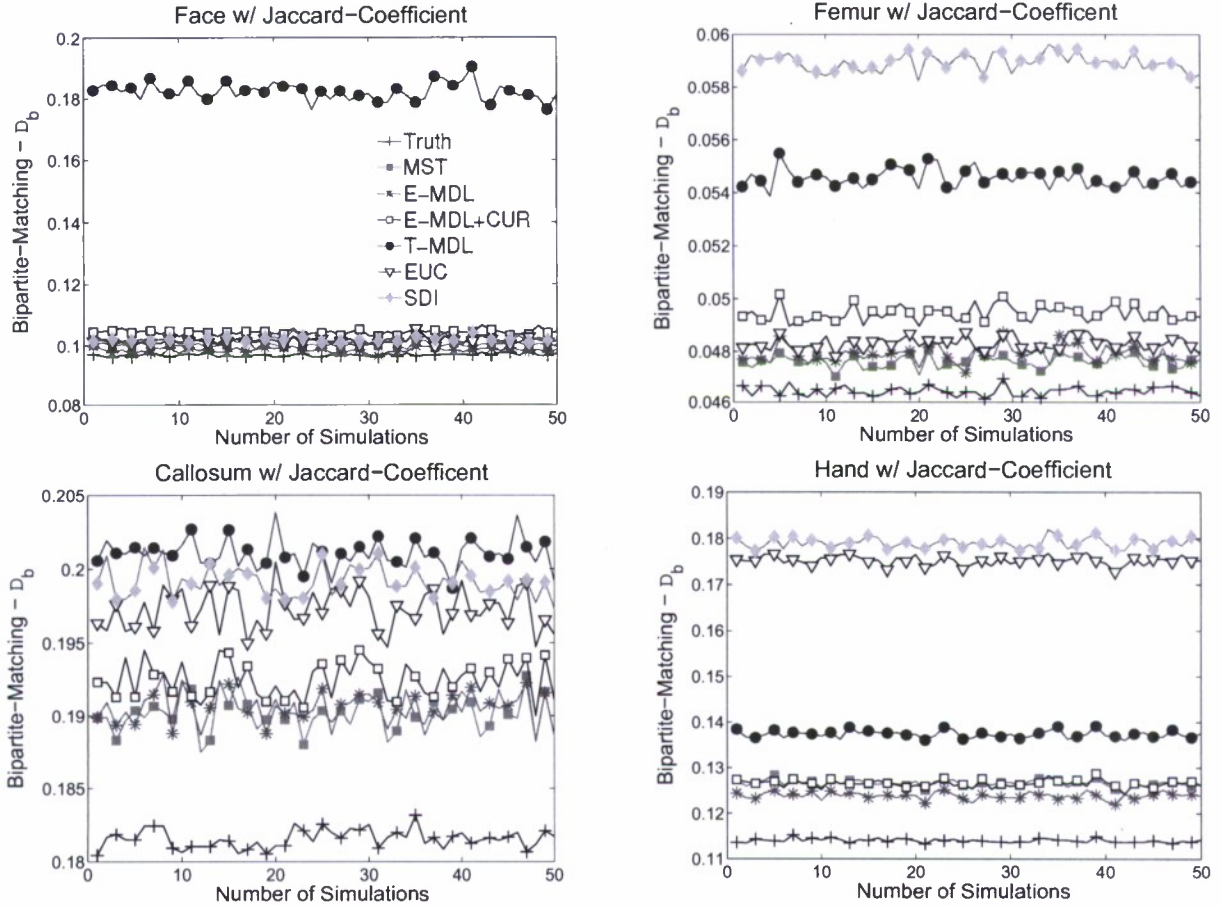 Face w/ Jaccard-Coefficient
Bipartite-Matching - D_b
0.2
0.18
0.16
0.14
0.12
0.1
0.08
Truth
MST
E-MDL
E-MDL+CUR
T-MDL
EUC
SDI
0 10 20 30 40 50
Number of Simulations
Femur w/ Jaccard-Coefficent
Bipartite-Matching - D_b
0.06
0.058
0.056
0.054
0.052
0.05
0.048
0.046
0 10 20 30 40 50
Number of Simulations
Callosum w/ Jaccard-Coefficent
Bipartite-Matching - D_b
0.205
0.2
0.195
0.19
0.185
0.18
0 10 20 30 40 50
Number of Simulations
Hand w/ Jaccard-Coefficient
Bipartite-Matching - D_b
0.19
0.18
0.17
0.16
0.15
0.14
0.13
0.12
0.11
0 10 20 30 40 50
Number of Simulations